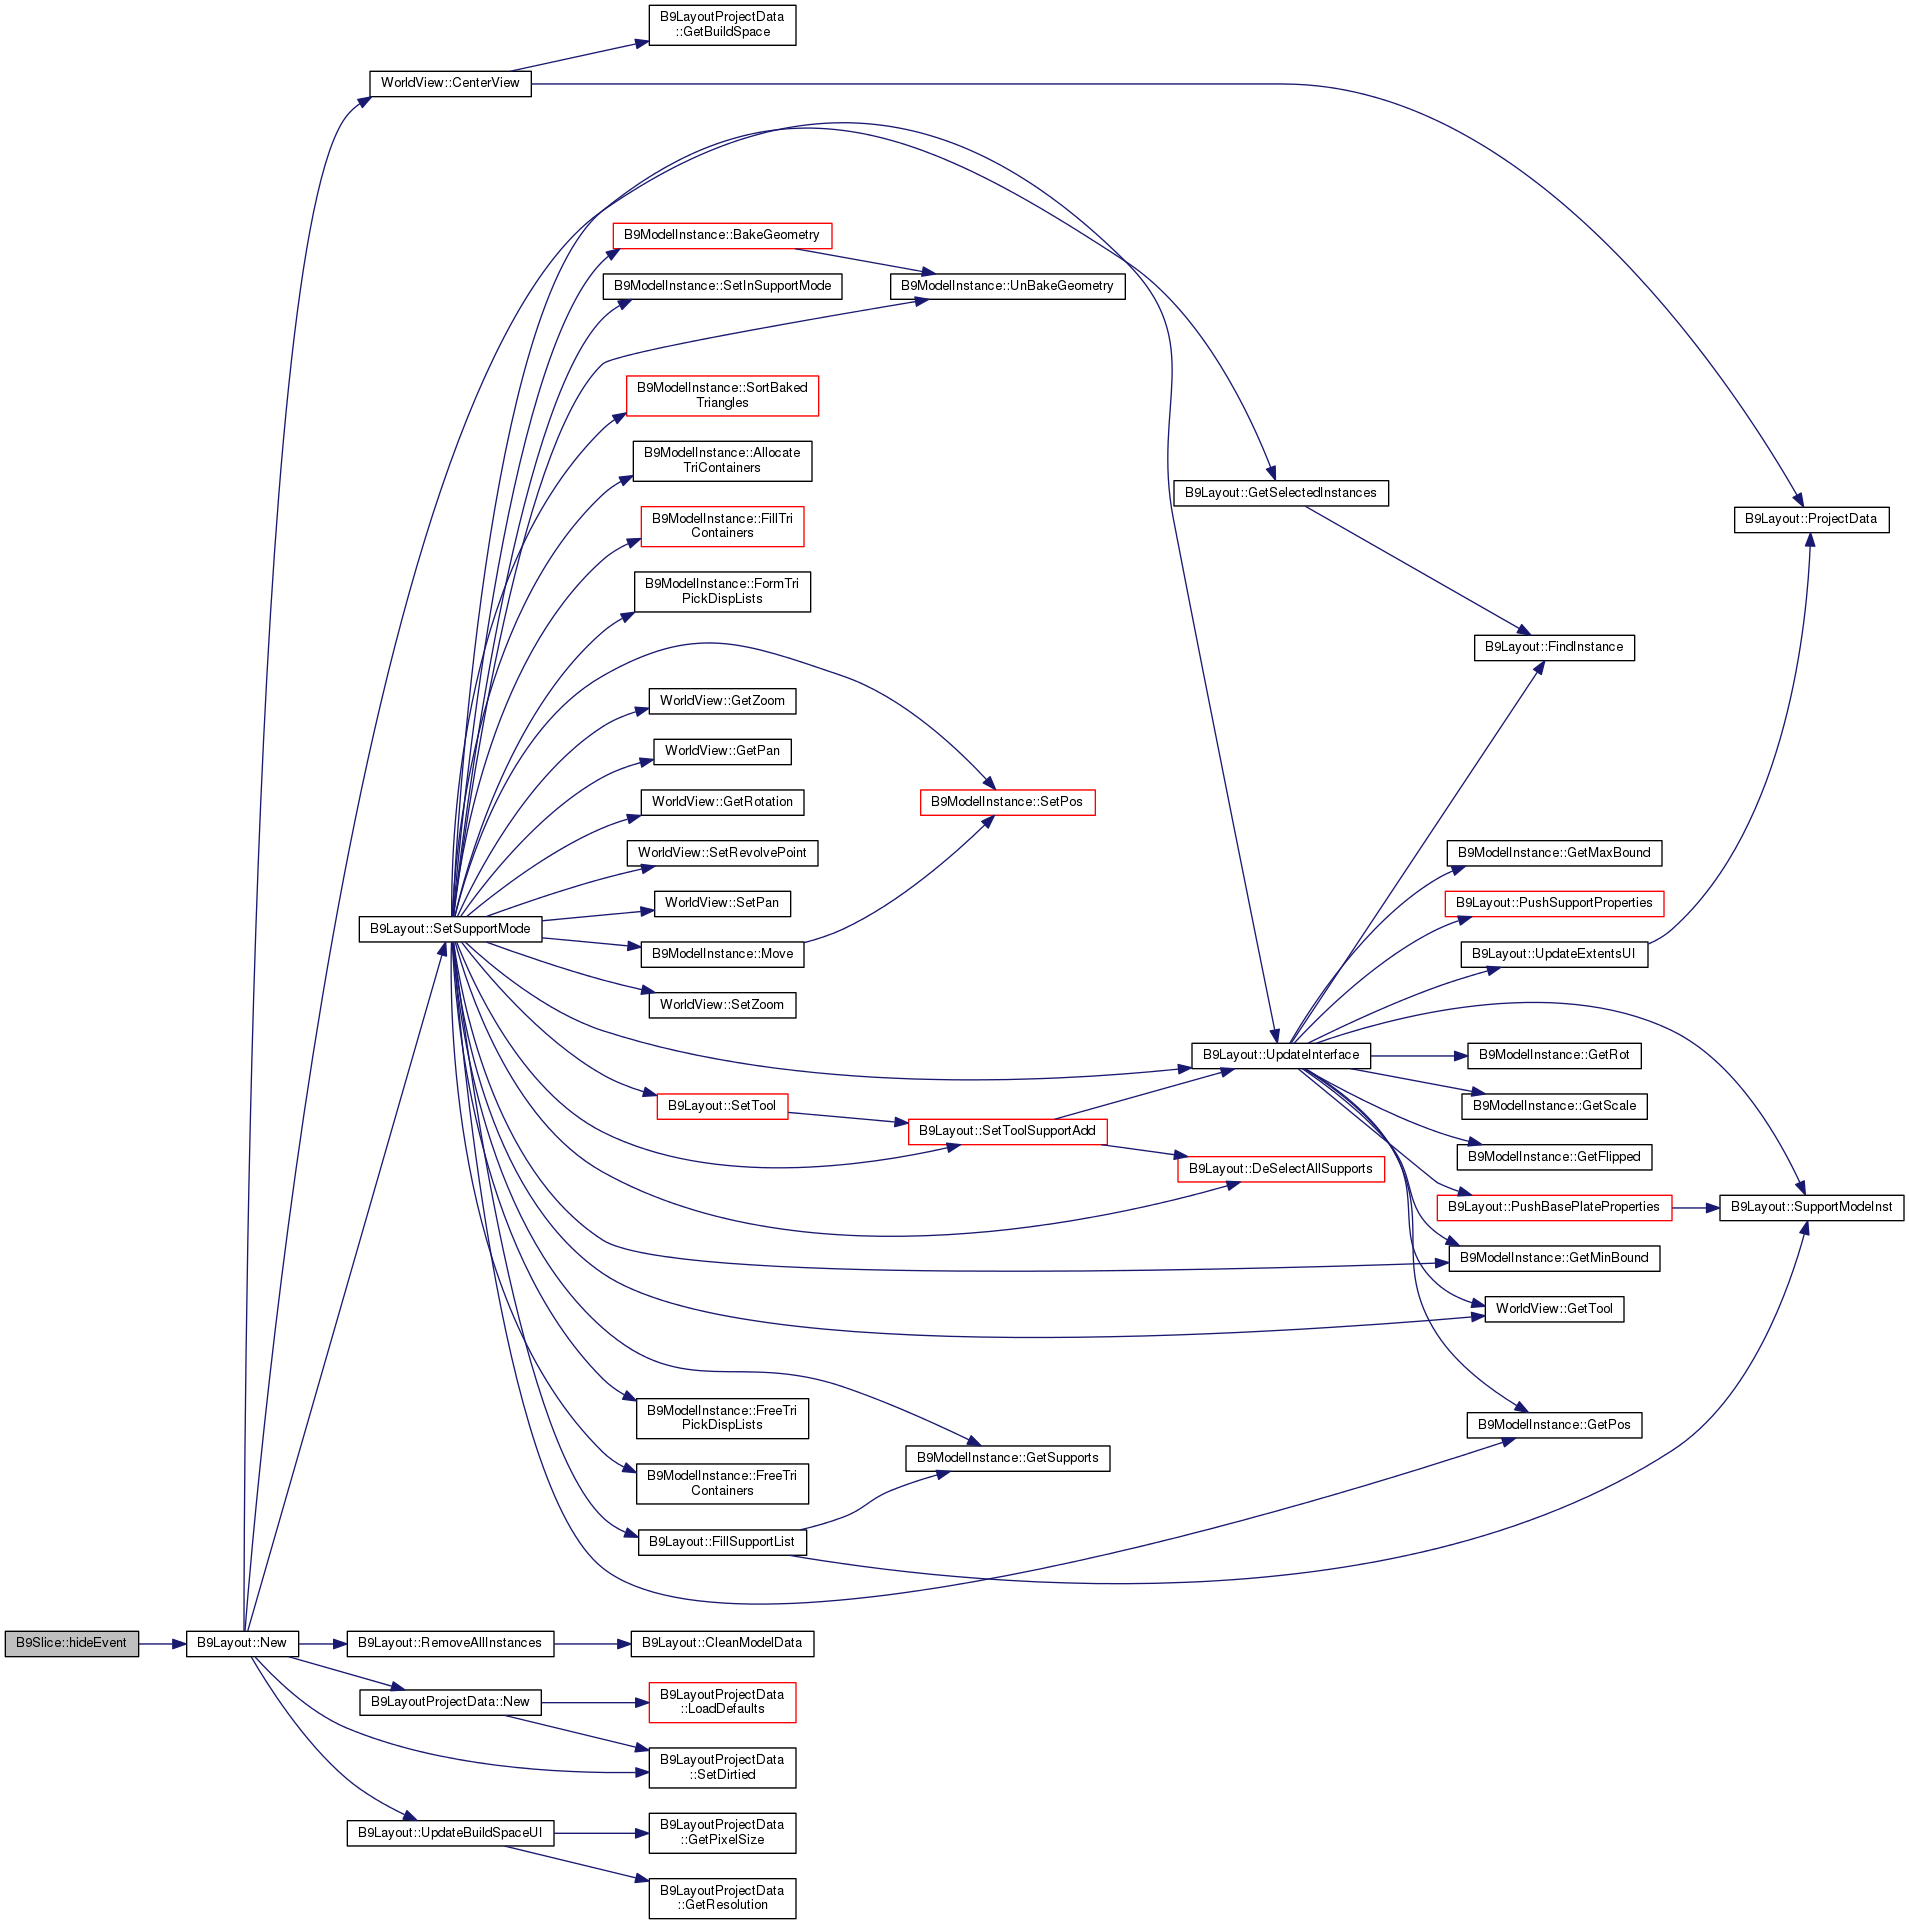 B9LayoutProjectData
::GetBuildSpace
WorldView::CenterView
B9ModelInstance::BakeGeometry
B9ModelInstance::SetInSupportMode
B9ModelInstance::UnBakeGeometry
B9ModelInstance::SortBaked
Triangles
B9ModelInstance::Allocate
TriContainers
B9Layout::GetSelectedInstances
B9ModelInstance::FillTri
Containers
B9Layout::ProjectData
B9ModelInstance::FormTri
PickDispLists
B9Layout::FindInstance
WorldView::GetZoom
WorldView::GetPan
WorldView::GetRotation
B9ModelInstance::SetPos
WorldView::SetRevolvePoint
B9ModelInstance::GetMaxBound
WorldView::SetPan
B9Layout::PushSupportProperties
B9Layout::SetSupportMode
B9ModelInstance::Move
B9Layout::UpdateExtentsUI
WorldView::SetZoom
B9Layout::UpdateInterface
B9ModelInstance::GetRot
B9Layout::SetTool
B9ModelInstance::GetScale
B9Layout::SetToolSupportAdd
B9ModelInstance::GetFlipped
B9Layout::DeSelectAllSupports
B9Layout::PushBasePlateProperties
B9Layout::SupportModeInst
B9ModelInstance::GetMinBound
WorldView::GetTool
B9ModelInstance::FreeTri
PickDispLists
B9ModelInstance::GetPos
B9ModelInstance::GetSupports
B9ModelInstance::FreeTri
Containers
B9Layout::FillSupportList
B9Slice::hideEvent
B9Layout::New
B9Layout::RemoveAllInstances
B9Layout::CleanModelData
B9LayoutProjectData::New
B9LayoutProjectData
::LoadDefaults
B9LayoutProjectData
::SetDirtied
B9Layout::UpdateBuildSpaceUI
B9LayoutProjectData
::GetPixelSize
B9LayoutProjectData
::GetResolution